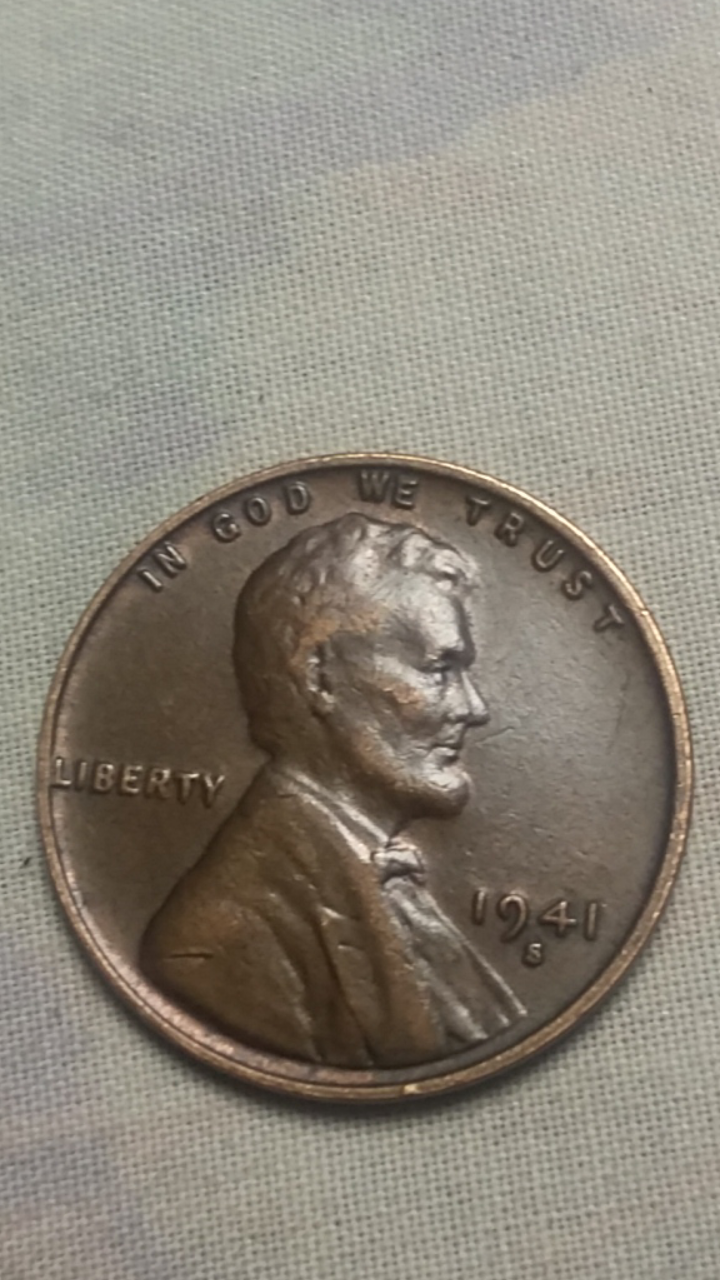 IN GOD WE TRUST
LIBERTY
1941
S